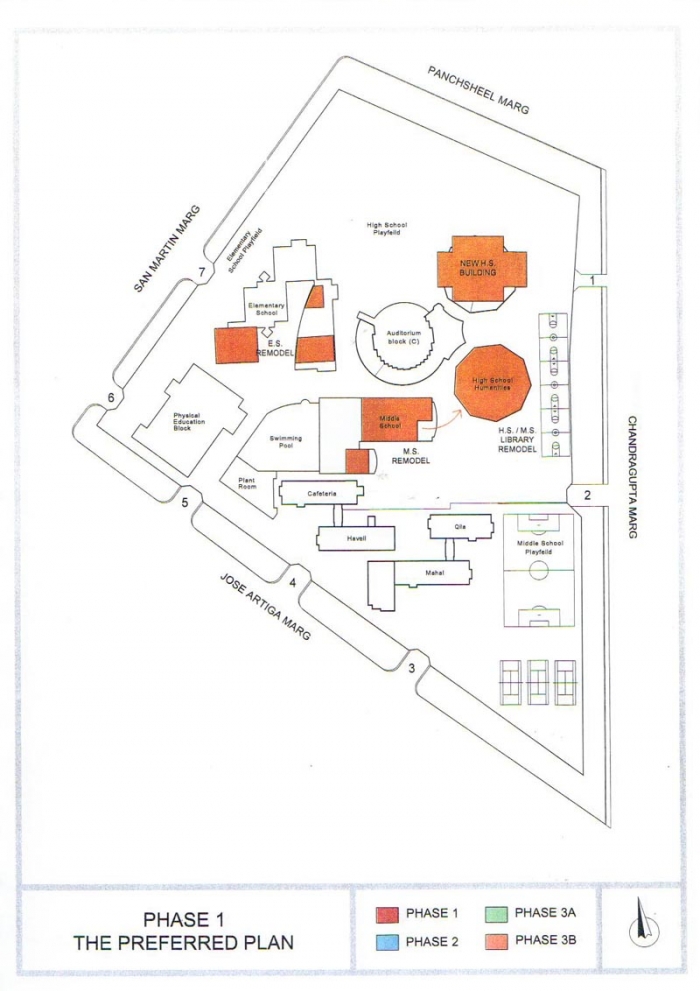 PANCHSHEEL MARG
SAN MARTIN MARG
High School
Playfeild
Elementary
School Playfield
NEW H.S.
BUILDING
7
1
Elementary
School
Auditorium
block (C)
E.S.
REMODEL
High School
Humanities
6
Physical
Education
Block
Middle
School
H.S. / M.S.
LIBRARY
REMODEL
CHANDRAGUPTA MARG
Swimming
Pool
M.S.
REMODEL
Plant
Room
Cafeteria
2
5
Qila
Haveli
Middle School
Playfeild
Mahal
4
JOSE ARTIGA MARG
3
PHASE 1
THE PREFERRED PLAN
PHASE 1
PHASE 3A
PHASE 2
PHASE 3B